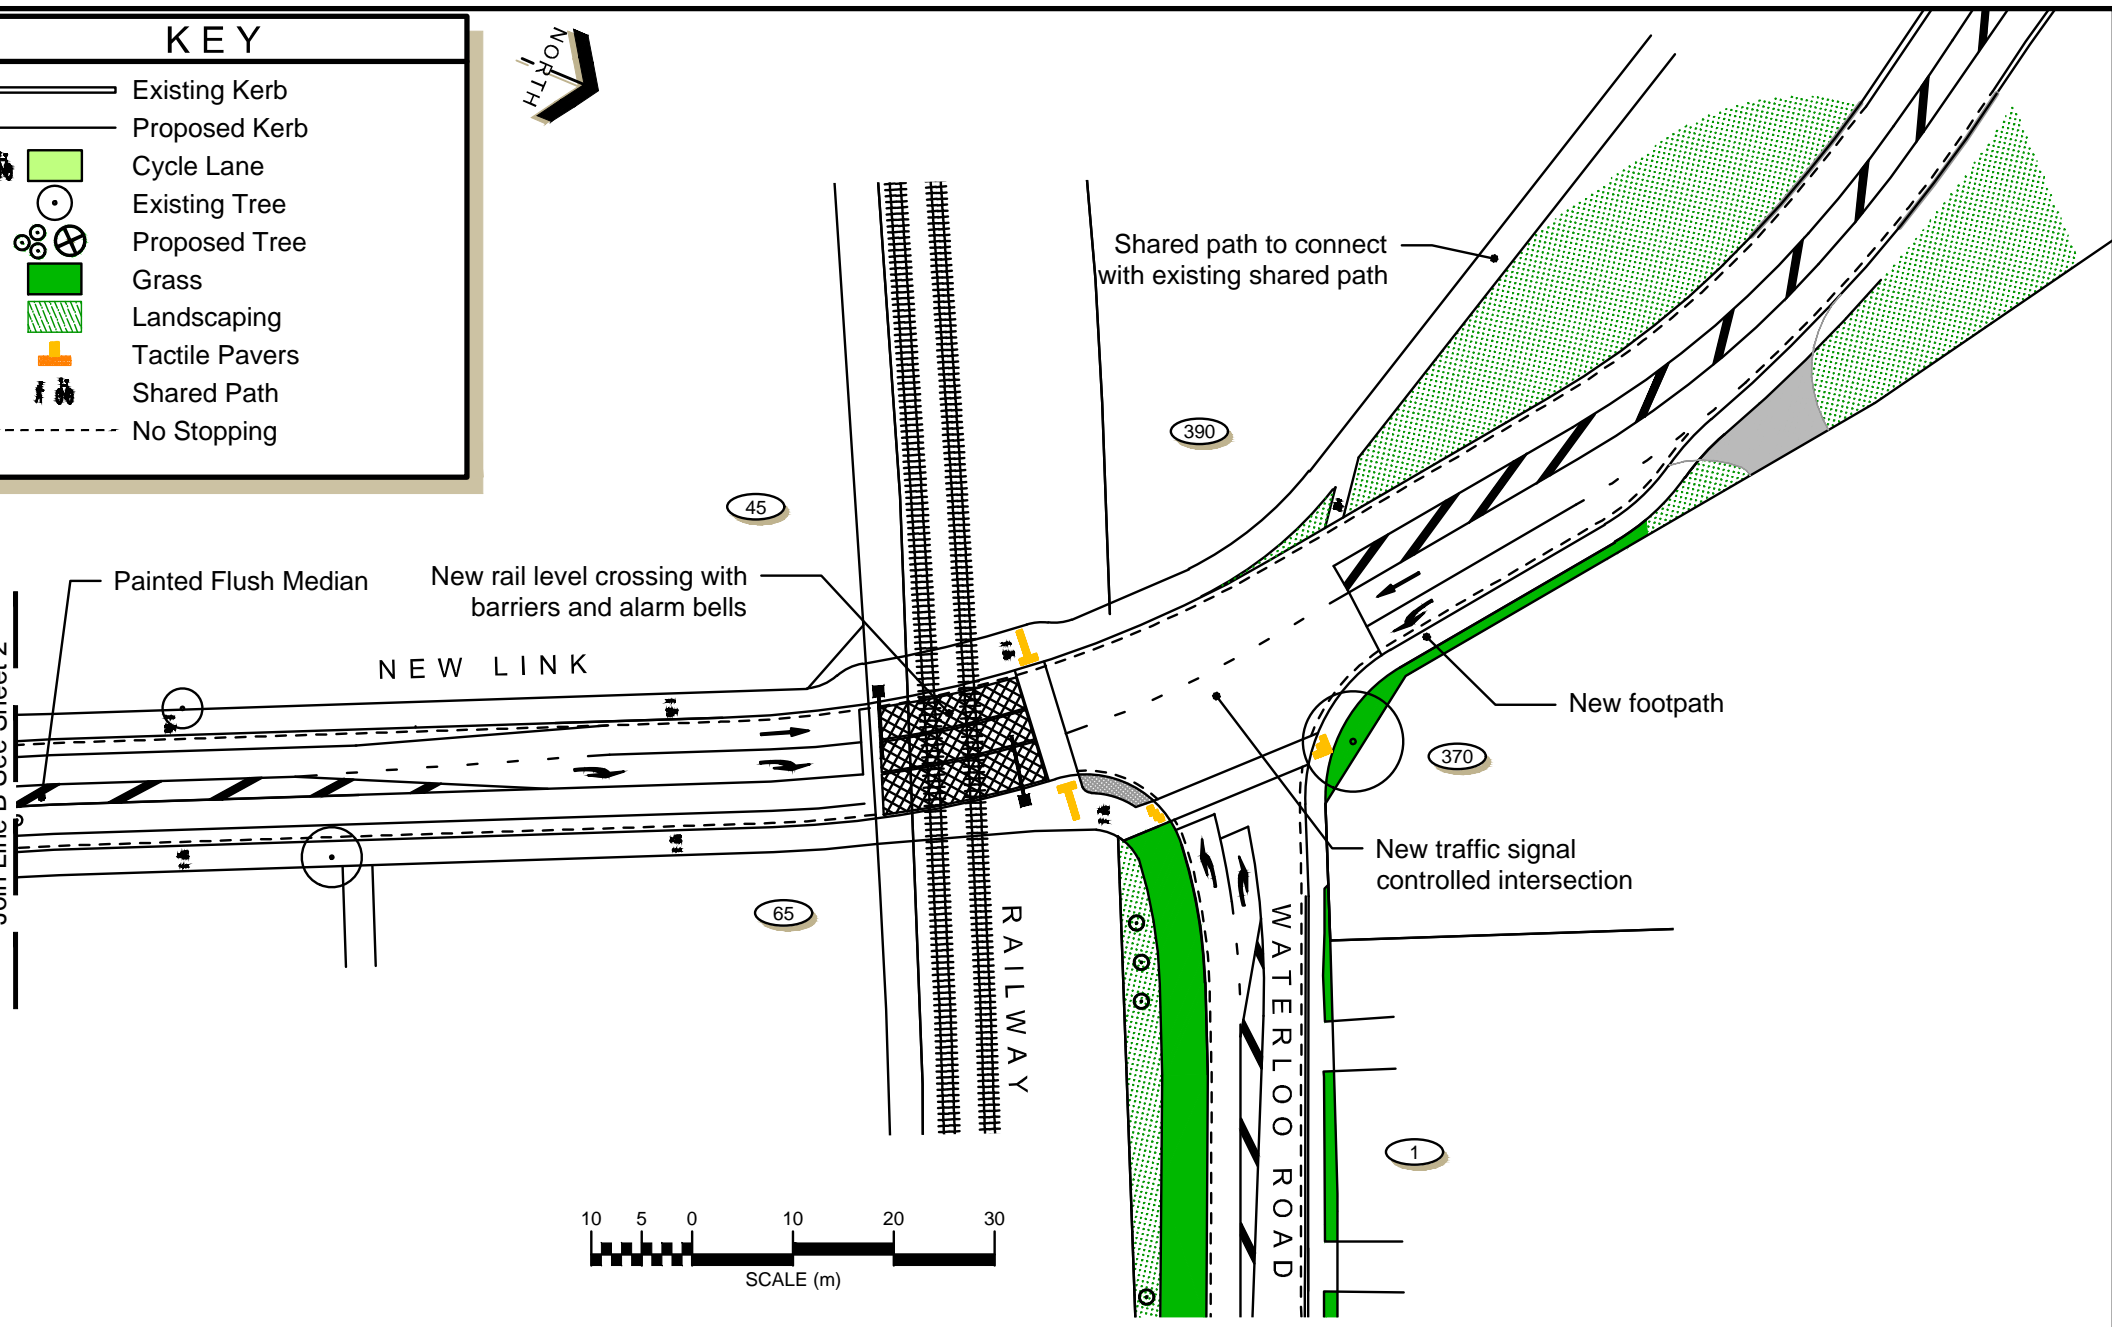 KEY
Existing Kerb
Proposed Kerb
Cycle Lane
Existing Tree
Proposed Tree
Grass
Landscaping
Tactile Pavers
Shared Path
No Stopping
NORTH
Shared path to connect
with existing shared path
390
45
Painted Flush Median
New rail level crossing with
barriers and alarm bells
NEW LINK
New footpath
370
New traffic signal
controlled intersection
65
RAILWAY
WATERLOO ROAD
1
10 5 0 10 20 30
SCALE (m)